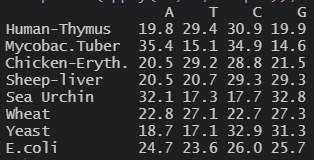 A T C G
Human-Thymus 19.8 29.4 30.9 19.9
Mycobac.Tuber 35.4 15.1 34.9 14.6
Chicken-Eryth. 20.5 29.2 28.8 21.5
Sheep-liver 20.5 20.7 29.3 29.3
Sea Urchin 32.1 17.3 17.7 32.8
Wheat 22.8 27.1 22.7 27.3
Yeast 18.7 17.1 32.9 31.3
E.coli 24.7 23.6 26.0 25.7